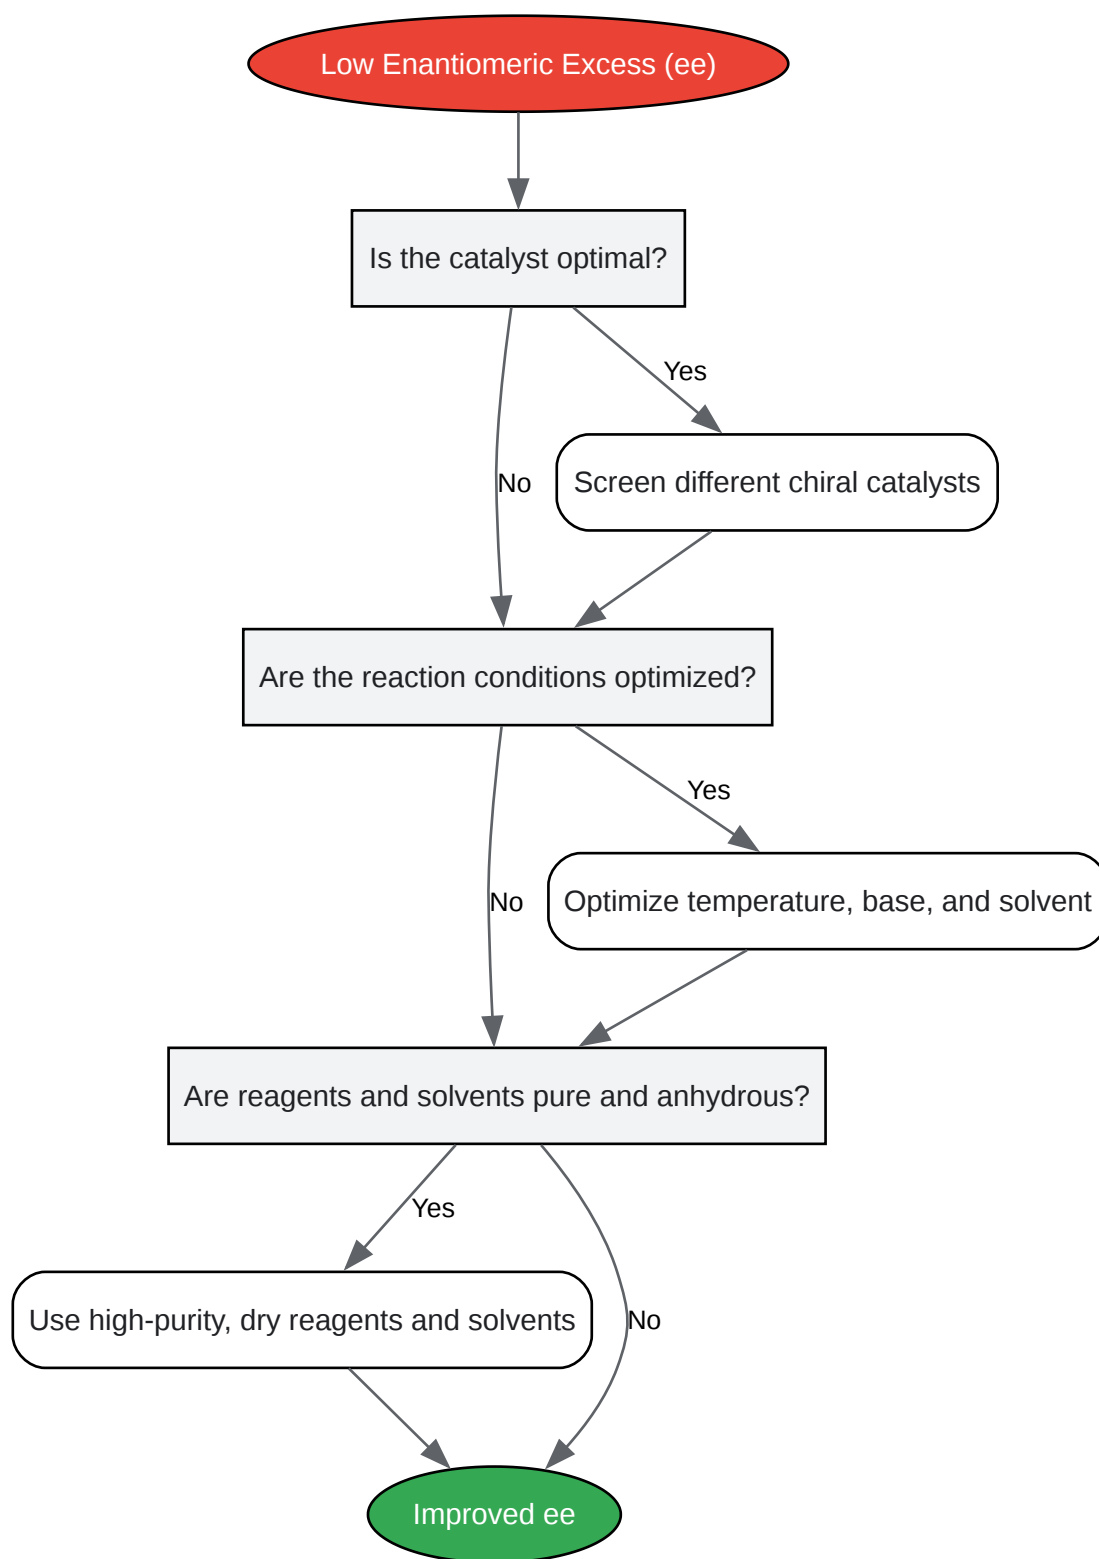 Low Enantiomeric Excess (ee)
Is the catalyst optimal?
Yes
Screen different chiral catalysts
No
Are the reaction conditions optimized?
Yes
Optimize temperature, base, and solvent
No
Are reagents and solvents pure and anhydrous?
Yes
Use high-purity, dry reagents and solvents
No
Improved ee